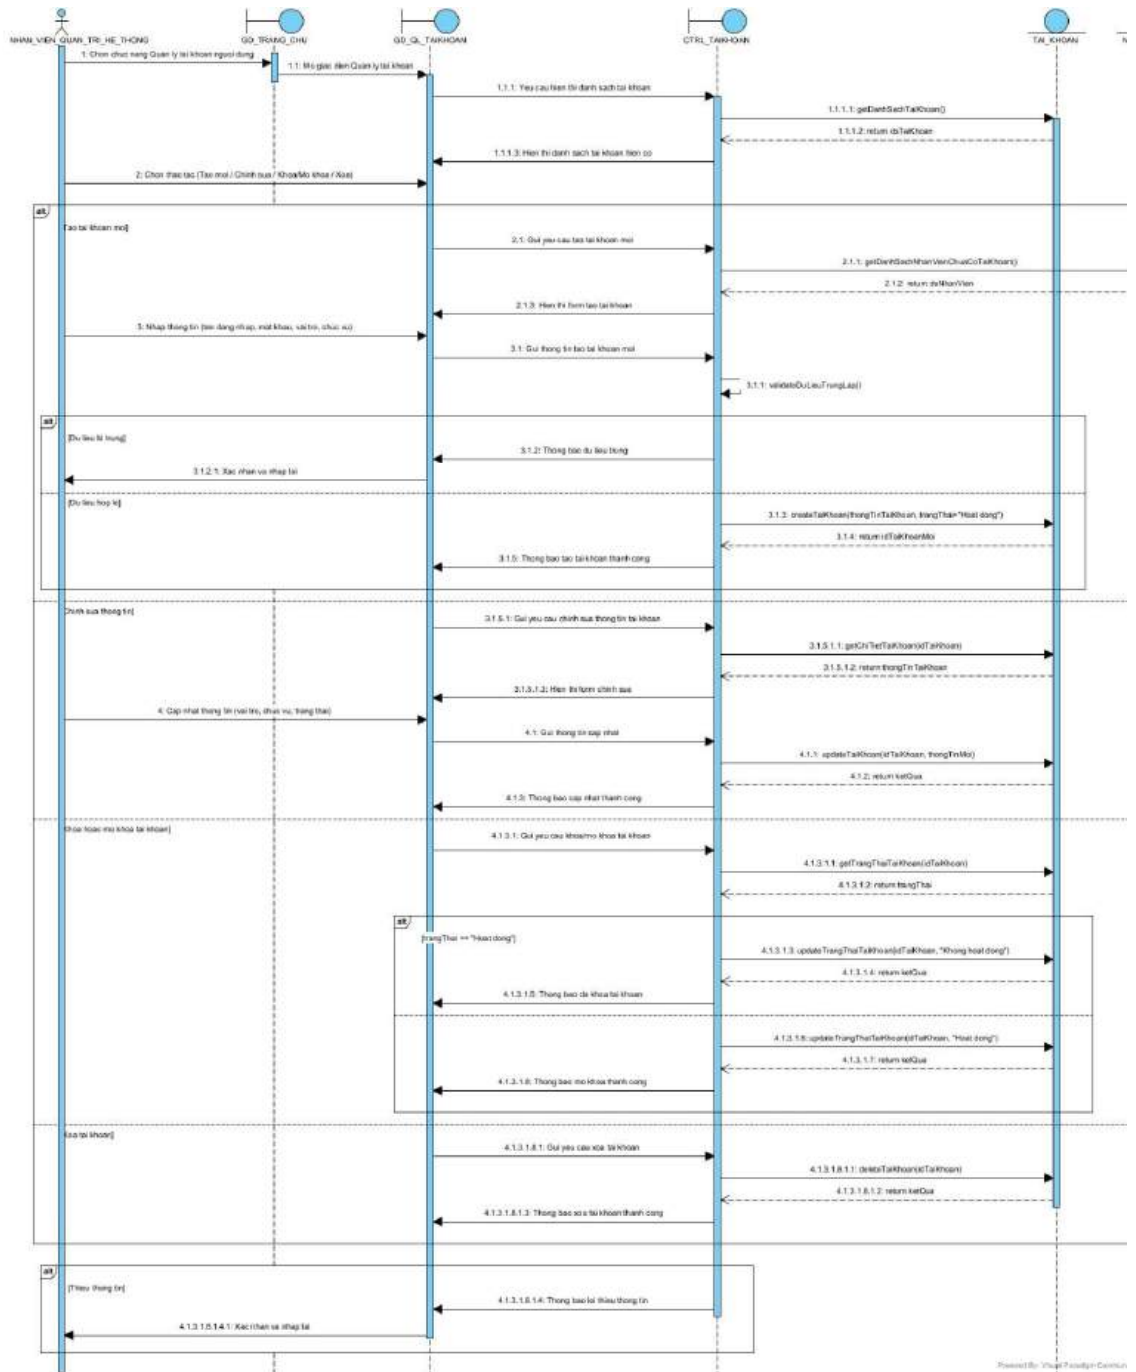 NHAN_VIEN_QUAN_TRI_HE_THONG
GD_TRANG_CHU
GD_QL_TAIKHOAN
CTRL_TAIKHOAN
TAI_KHOAN
N
1: Chon chuc nang Quan ly tai khoan nguoi dung
1.1: Mo giao dien Quan ly tai khoan
1.1.1: Yeu cau hien thi danh sach tai khoan
1.1.1.1: getDanhSachTaiKhoan()
1.1.1.2: return dsTaiKhoan
1.1.1.3: Hien thi danh sach tai khoan hien co
2: Chon thao tac (Tao moi / Chinh sua / Khoa/Mo khoa / Xoa)
alt
Tao tai khoan moi]
2.1: Gui yeu cau tao tai khoan moi
2.1.1: getDanhSachNhanVienChuaCoTaiKhoan()
2.1.2: return dsNhanVien
2.1.3: Hien thi form tao tai khoan
3: Nhap thong tin (ten dang nhap, mat khau, vai tro, chuc vu)
3.1: Gui thong tin tao tai khoan moi
3.1.1: validateDuLieuTrungLap()
alt
[Du lieu bi trung]
3.1.2: Thong bao du lieu trung
3.1.2.1: Xac nhan va nhap lai
[Du lieu hop le]
3.1.3: createTaiKhoan(thongTinTaiKhoan, trangThai="Hoat dong")
3.1.4: return idTaiKhoanMoi
3.1.5: Thong bao tao tai khoan thanh cong
Chinh sua thong tin]
3.1.5.1: Gui yeu cau chinh sua thong tin tai khoan
3.1.5.1.1: getChiTietTaiKhoan(idTaiKhoan)
3.1.5.1.2: return thongTinTaiKhoan
3.1.5.1.3: Hien thi form chinh sua
4: Cap nhat thong tin (vai tro, chuc vu, trang thai)
4.1: Gui thong tin cap nhat
4.1.1: updateTaiKhoan(idTaiKhoan, thongTinMoi)
4.1.2: return ketQua
4.1.3: Thong bao cap nhat thanh cong
Khoa hoac mo khoa tai khoan]
4.1.3.1: Gui yeu cau khoa/mo khoa tai khoan
4.1.3.1.1: getTrangThaiTaiKhoan(idTaiKhoan)
4.1.3.1.2: return trangThai
alt
[trangThai == "Hoat dong"]
4.1.3.1.3: updateTrangThaiTaiKhoan(idTaiKhoan, "Khong hoat dong")
4.1.3.1.4: return ketQua
4.1.3.1.5: Thong bao da khoa tai khoan
4.1.3.1.6: updateTrangThaiTaiKhoan(idTaiKhoan, "Hoat dong")
4.1.3.1.7: return ketQua
4.1.3.1.8: Thong bao mo khoa thanh cong
Xoa tai khoan]
4.1.3.1.8.1: Gui yeu cau xoa tai khoan
4.1.3.1.8.1.1: deleteTaiKhoan(idTaiKhoan)
4.1.3.1.8.1.2: return ketQua
4.1.3.1.8.1.3: Thong bao xoa tai khoan thanh cong
alt
[Thieu thong tin]
4.1.3.1.8.1.4: Thong bao loi thieu thong tin
4.1.3.1.8.1.4.1: Xac nhan va nhap lai
Powered By: Visual Paradigm Commun